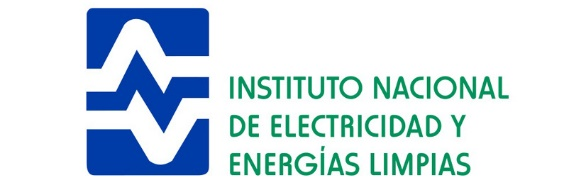 INSTITUTO NACIONAL
DE ELECTRICIDAD Y
ENERGÍAS LIMPIAS